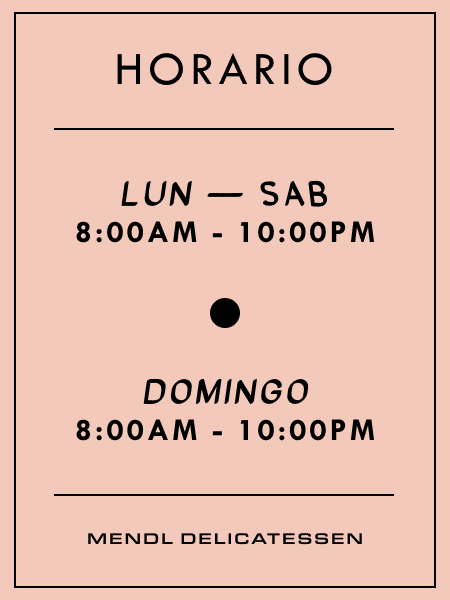 HORARIO
LUN — SAB
8:00AM - 10:00PM
DOMINGO
8:00AM - 10:00PM
MENDL DELICATESSEN